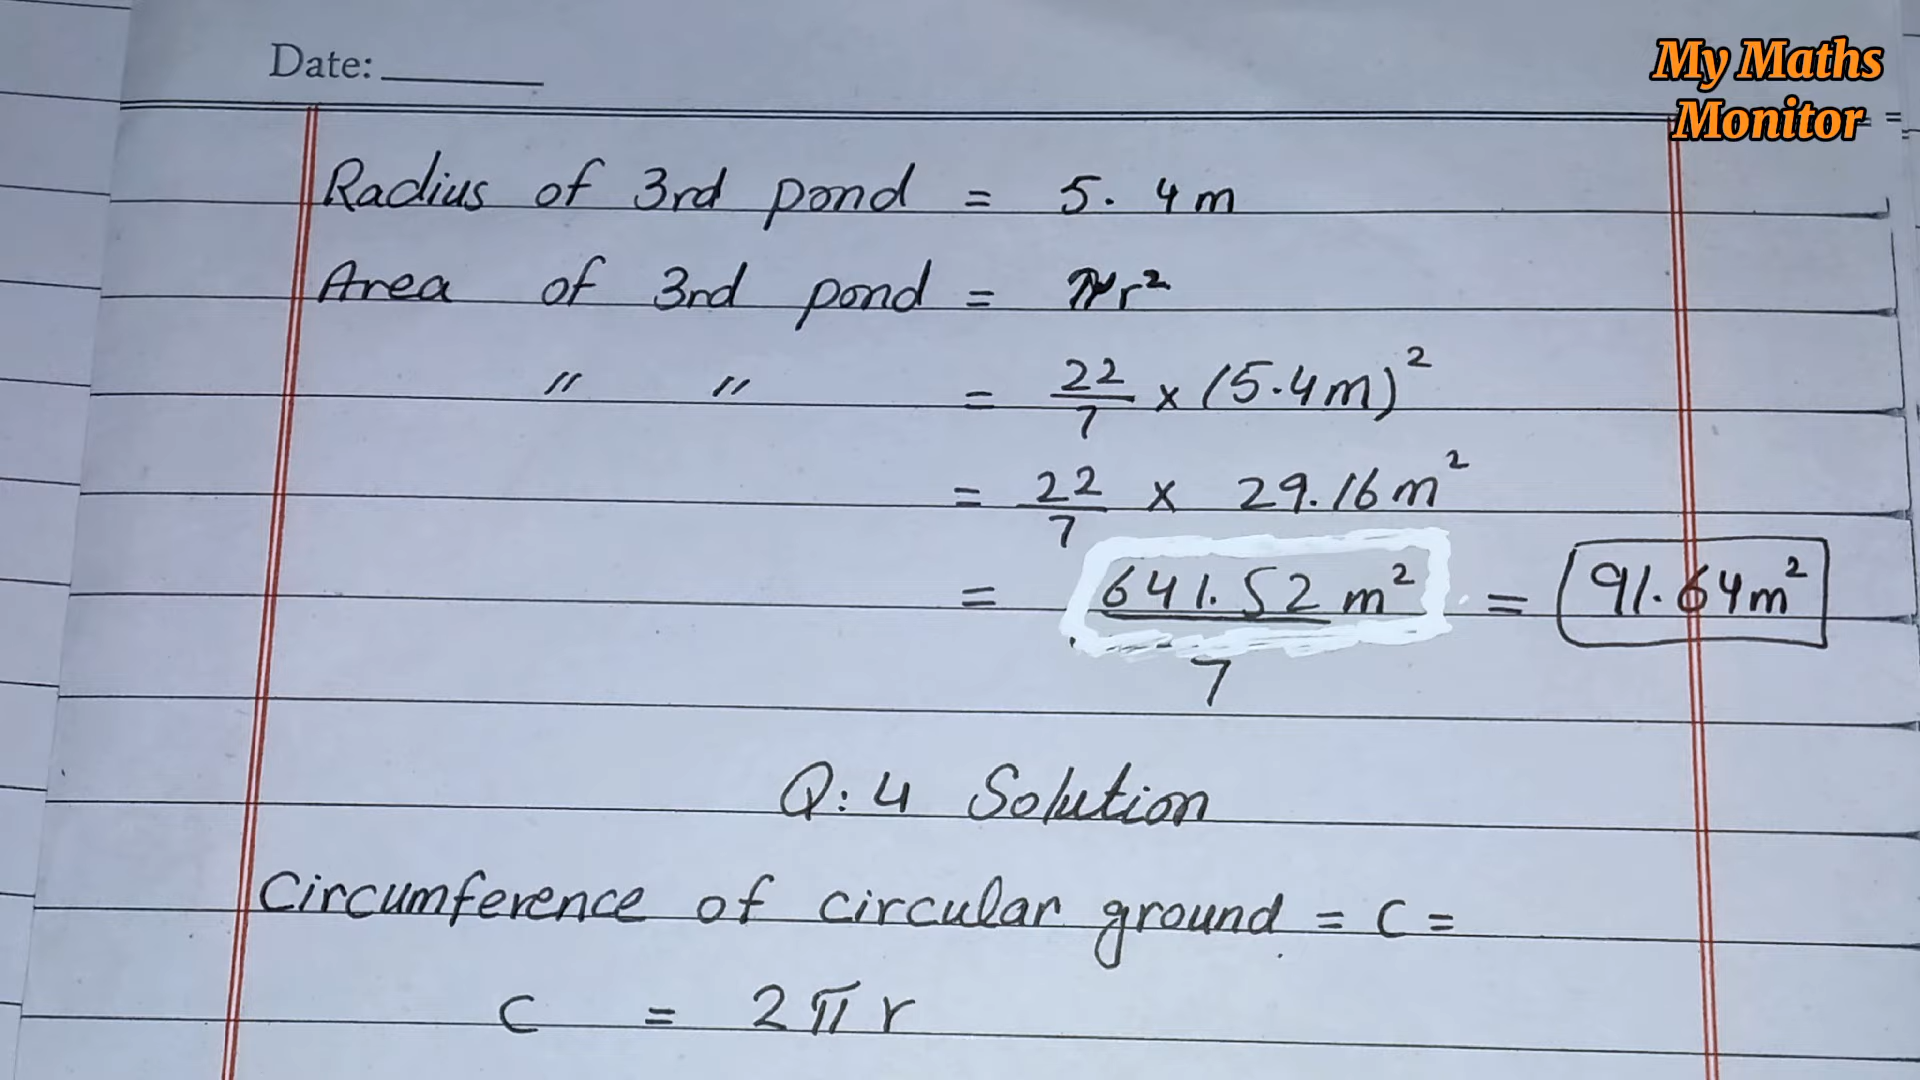 Date:
My Maths
Monitor
Radius of 3rd pond = 5.4m
Area of 3rd pond = πr²
" " = 22/7 × (5.4m)²
= 22/7 × 29.16m²
= 641.52 m²/7 = 91.64m²
Q:4 Solution
Circumference of circular ground = C =
C = 2πr